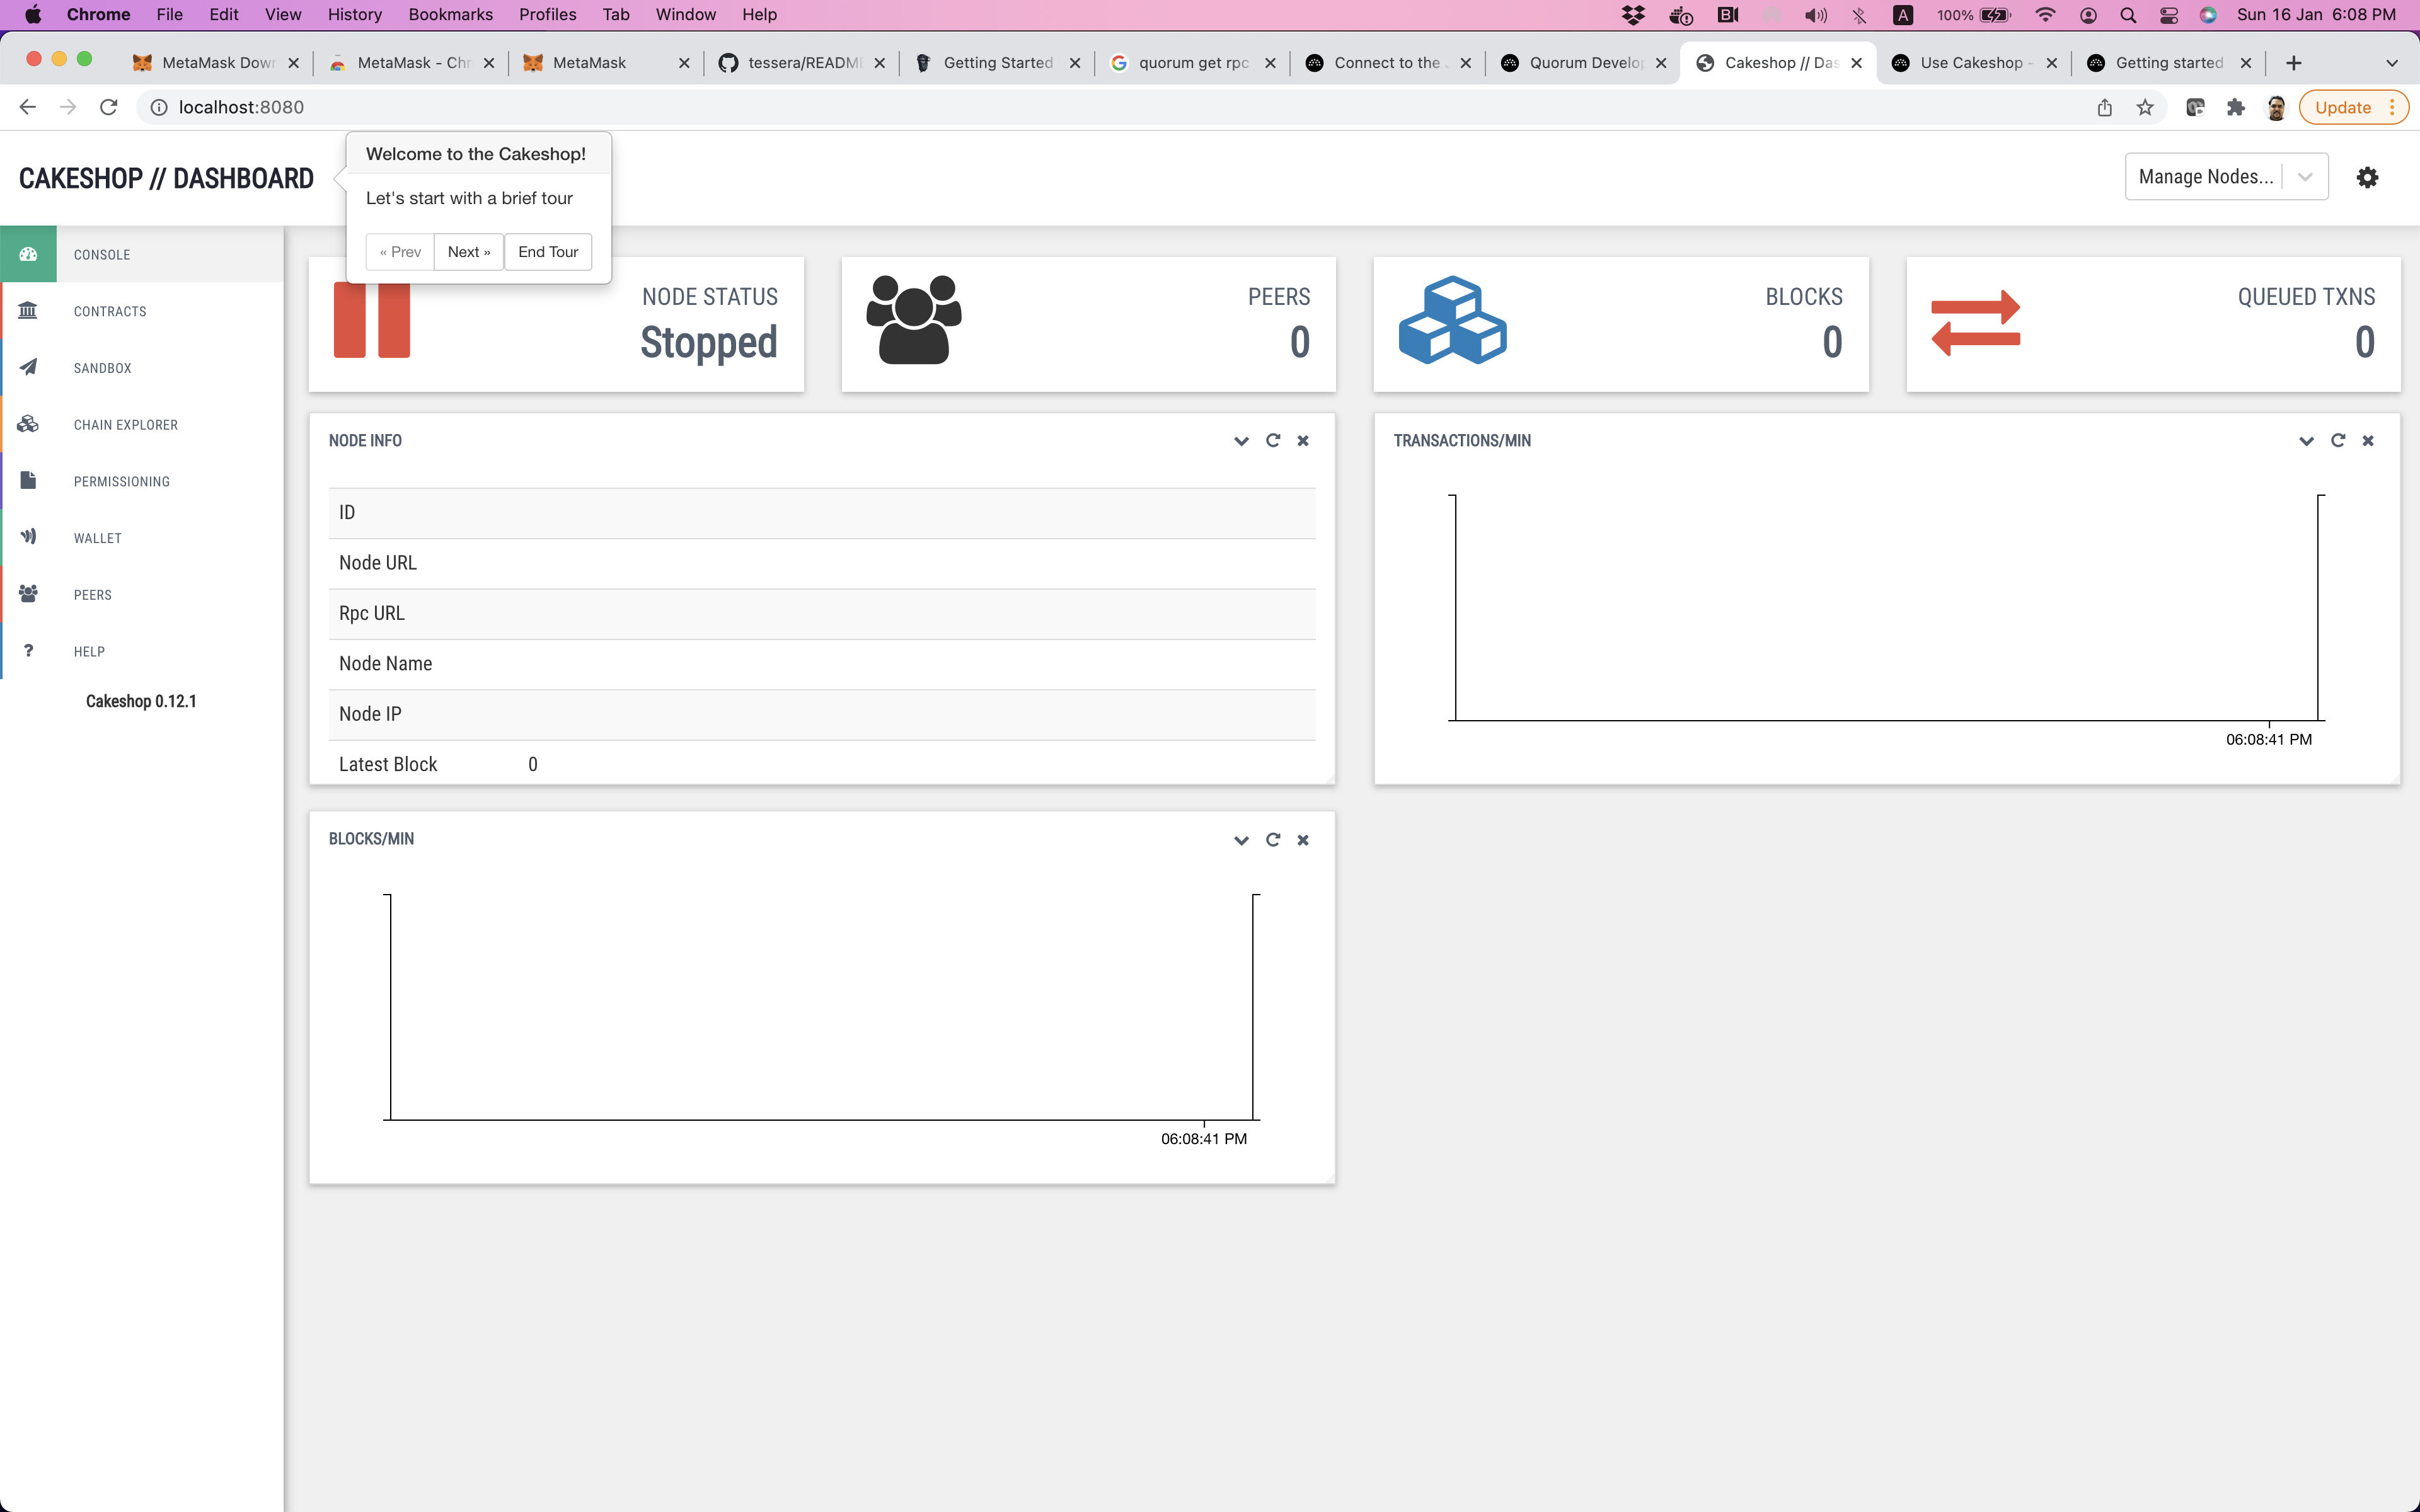 Chrome File Edit View History Bookmarks Profiles Tab Window Help A 100% Sun 16 Jan 6:08 PM
MetaMask Dow MetaMask - Ch MetaMask tessera/READM Getting Started quorum get rpc Connect to the Quorum Develo Cakeshop // Da Use Cakeshop - Getting started
localhost:8080 Update
Welcome to the Cakeshop!
Let's start with a brief tour
« Prev Next » End Tour
CAKESHOP // DASHBOARD
Manage Nodes...
CONSOLE
CONTRACTS
SANDBOX
CHAIN EXPLORER
PERMISSIONING
WALLET
PEERS
? HELP
Cakeshop 0.12.1
NODE STATUS
Stopped
PEERS
0
BLOCKS
0
QUEUED TXNS
0
NODE INFO
ID
Node URL
Rpc URL
Node Name
Node IP
Latest Block 0
TRANSACTIONS/MIN
06:08:41 PM
BLOCKS/MIN
06:08:41 PM